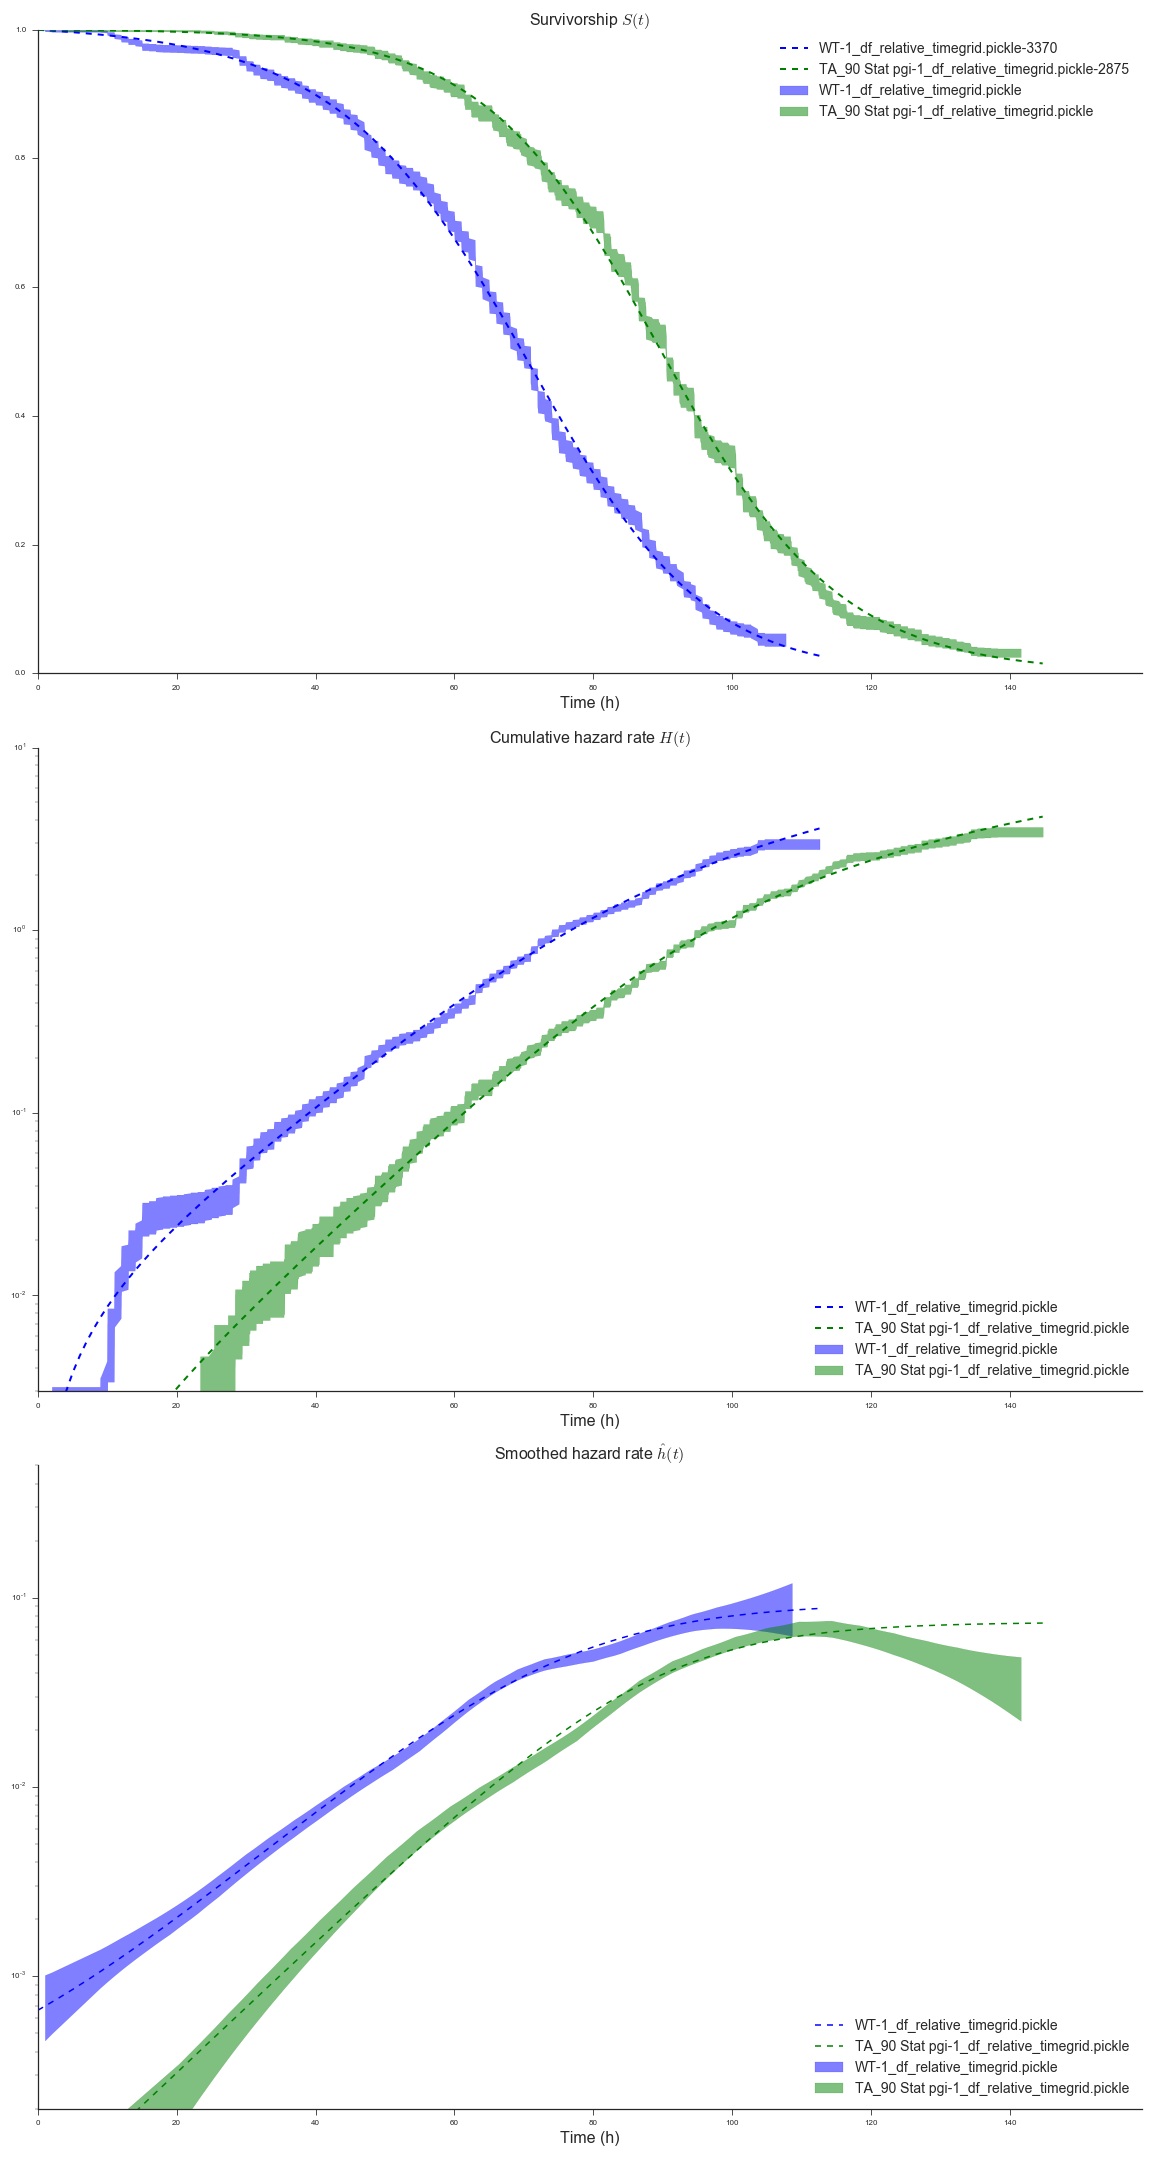 Survivorship S(t)
1.0
0.8
0.6
0.4
0.2
0.0
WT-1_df_relative_timegrid.pickle-3370
TA_90 Stat pgi-1_df_relative_timegrid.pickle-2875
WT-1_df_relative_timegrid.pickle
TA_90 Stat pgi-1_df_relative_timegrid.pickle
0 20 40 60 80 100 120 140
Time (h)
Cumulative hazard rate H(t)
10^1
10^0
10^-1
10^-2
WT-1_df_relative_timegrid.pickle
TA_90 Stat pgi-1_df_relative_timegrid.pickle
WT-1_df_relative_timegrid.pickle
TA_90 Stat pgi-1_df_relative_timegrid.pickle
0 20 40 60 80 100 120 140
Time (h)
Smoothed hazard rate ĥ(t)
10^-1
10^-2
10^-3
WT-1_df_relative_timegrid.pickle
TA_90 Stat pgi-1_df_relative_timegrid.pickle
WT-1_df_relative_timegrid.pickle
TA_90 Stat pgi-1_df_relative_timegrid.pickle
0 20 40 60 80 100 120 140
Time (h)